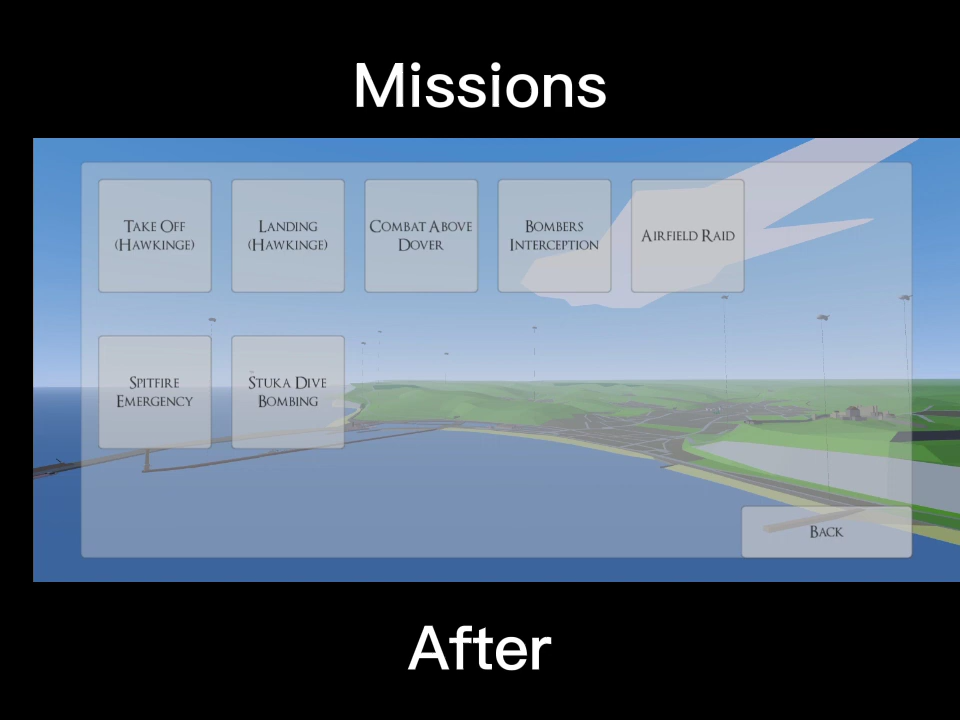 Missions
Take Off
(Hawkinge)
Landing
(Hawkinge)
Combat Above
Dover
Bombers
Interception
Airfield Raid
Spitfire
Emergency
Stuka Dive
Bombing
Back
After